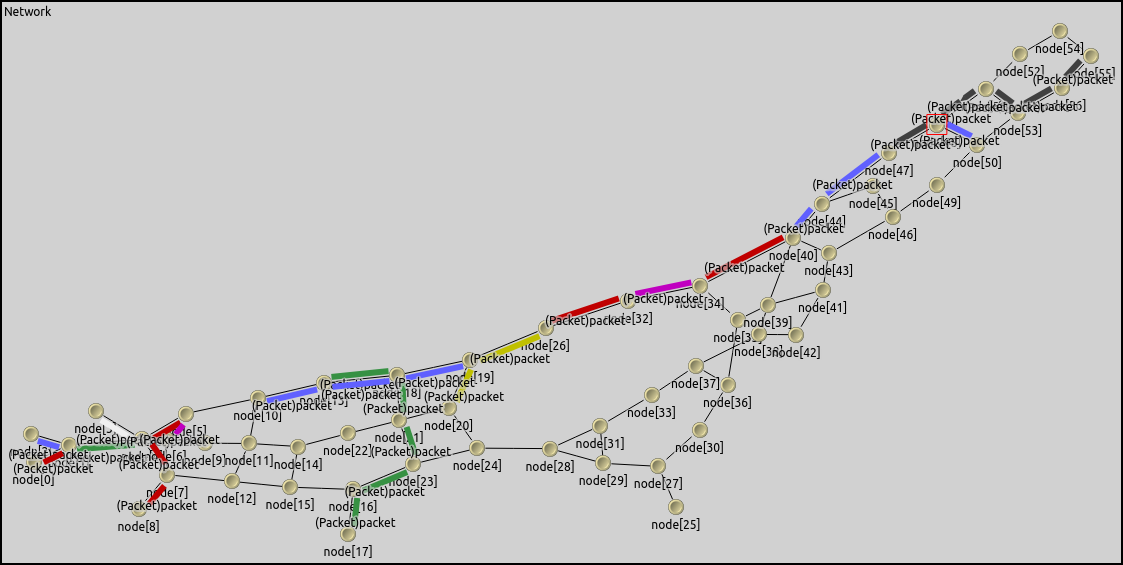 Network
node[54]
node[52]
node[55]
(Packet)packet
(Packet)packet
(Packet)packet
node[53]
(Packet)packet
(Packet)packet
node[50]
node[47]
(Packet)packet
node[45]
node[49]
node[44]
(Packet)packet
node[46]
node[40]
(Packet)packet
node[43]
(Packet)packet
node[34]
node[41]
(Packet)packet
node[32]
node[39]
node[26]
node[42]
(Packet)packet
node[19]
node[37]
(Packet)packet
(Packet)packet
(Packet)packet
node[36]
(Packet)packet
node[33]
(Packet)packet
node[10]
node[20]
node[5]
(Packet)packet
node[31]
node[30]
node[22]
(Packet)packet
node[6]
node[9]
node[11]
node[14]
(Packet)packet
(Packet)packet
(Packet)packet
node[0]
node[24]
node[28]
node[29]
node[27]
node[23]
node[7]
node[12]
node[15]
(Packet)packet
node[16]
(Packet)packet
node[8]
(Packet)packet
node[25]
node[17]